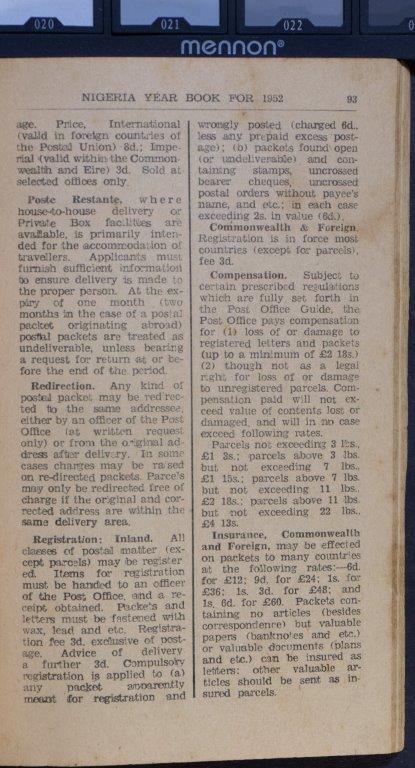 020
021
022
mennon®
NIGERIA YEAR BOOK FOR 1952 93
age. Price, International
(valid in foreign countries of
the Postal Union) 8d.; Impe-
rial (valid within the Common-
wealth and Eire) 3d. Sold at
selected offices only.
Poste Restante, where
house-to-house delivery or
Private Box facilities are
available, is primarily inten-
ded for the accommodation of
travellers. Applicants must
furnish sufficient information
to ensure delivery is made to
the proper person. At the ex-
piry of one month (two
months in the case of a postal
packet originating abroad)
postal packets are treated as
undeliverable, unless bearing
a request for return at or be-
fore the end of the period.
Redirection. Any kind of
postal packet may be redirec-
ted to the same addressee,
either by an officer of the Post
Office (at written request
only) or from the original ad-
dress after delivery. In some
cases charges may be raised
on re-directed packets. Parcels
may only be redirected free of
charge if the original and cor-
rected address are within the
same delivery area.
Registration: Inland. All
classes of postal matter (ex-
cept parcels) may be register
ed. Items for registration
must be handed to an officer
of the Post Office, and a re-
ceipt obtained. Packets and
letters must be fastened with
wax, lead and etc. Registra-
tion fee 3d. exclusive of post-
age. Advice of delivery
a further 3d. Compulsory
registration is applied to (a)
any packet apparently
meant for registration and
wrongly posted (charged 6d.,
less any prepaid excess post-
age); (b) packets found open
(or undeliverable) and con-
taining stamps, uncrossed
bearer cheques, uncrossed
postal orders without payee's
name, and etc.; in each case
exceeding 2s. in value (6d.).
Commonwealth & Foreign
Registration is in force most
countries (except for parcels),
fee 3d.
Compensation. Subject to
certain prescribed regulations
which are fully set forth in
the Post Office Guide, the
Post Office pays compensation
for (1) loss of or damage to
registered letters and packets
(up to a minimum of £2 18s.)
(2) though not as a legal
right for loss of or damage
to unregistered parcels. Com-
pensation paid will not ex-
ceed value of contents lost or
damaged, and will in no case
exceed following rates.
Parcels not exceeding 3 lbs.,
£1 3s.; parcels above 3 lbs.
but not exceeding 7 lbs.,
£1 15s.; parcels above 7 lbs.
but not exceeding 11 lbs.
£2 18s.; parcels above 11 lbs.
but not exceeding 22 lbs.,
£4 13s.
Insurance, Commonwealth
and Foreign, may be effected
on packets to many countries
at the following rates:—6d.
for £12; 9d. for £24; 1s. for
£36; 1s. 3d. for £48; and
1s. 6d. for £60. Packets con-
taining no articles (besides
correspondence) but valuable
papers (banknotes and etc.)
or valuable documents (plans
and etc.) can be insured as
letters: other valuable ar-
ticles should be sent as in-
sured parcels.